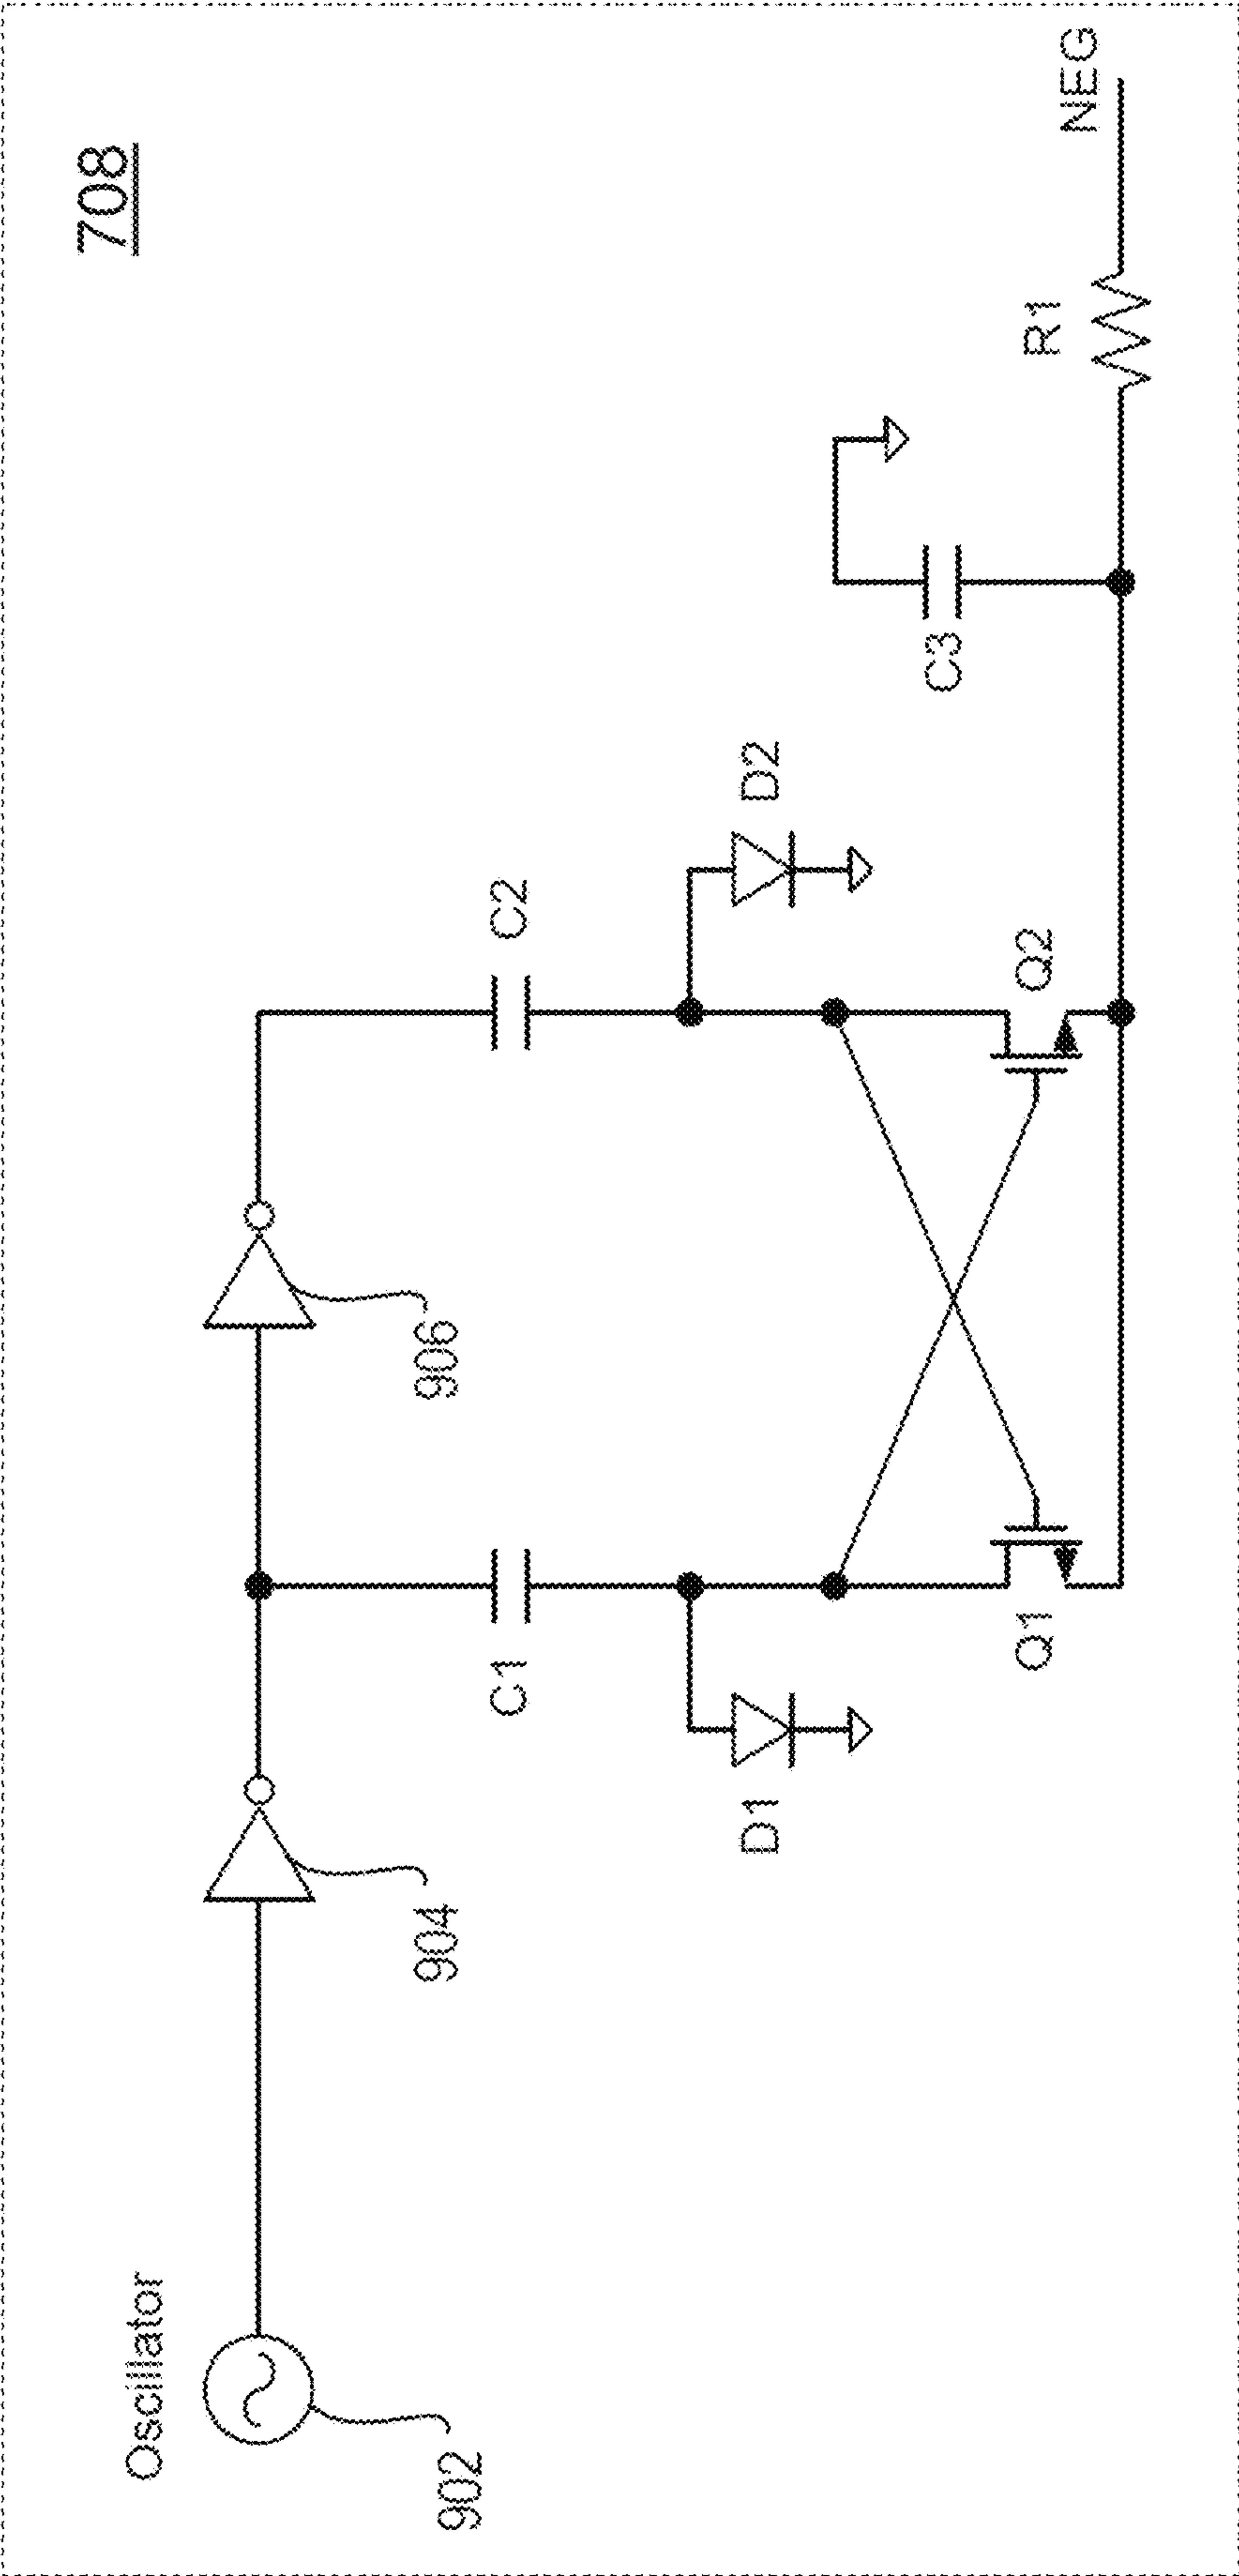 708
Oscillator
902
904
906
C1
C2
D1
D2
C3
Q1
Q2
R1
NEG